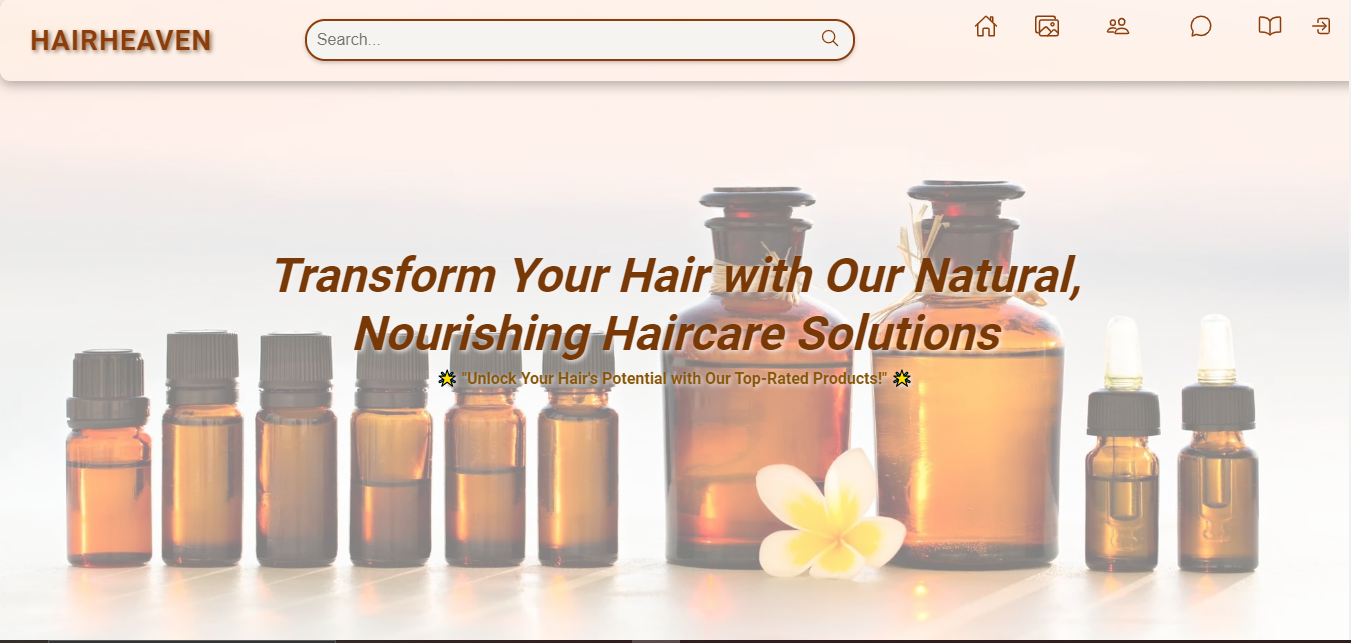 HAIRHEAVEN
Search...
Transform Your Hair with Our Natural,
Nourishing Haircare Solutions
🌟 "Unlock Your Hair's Potential with Our Top-Rated Products!" 🌟